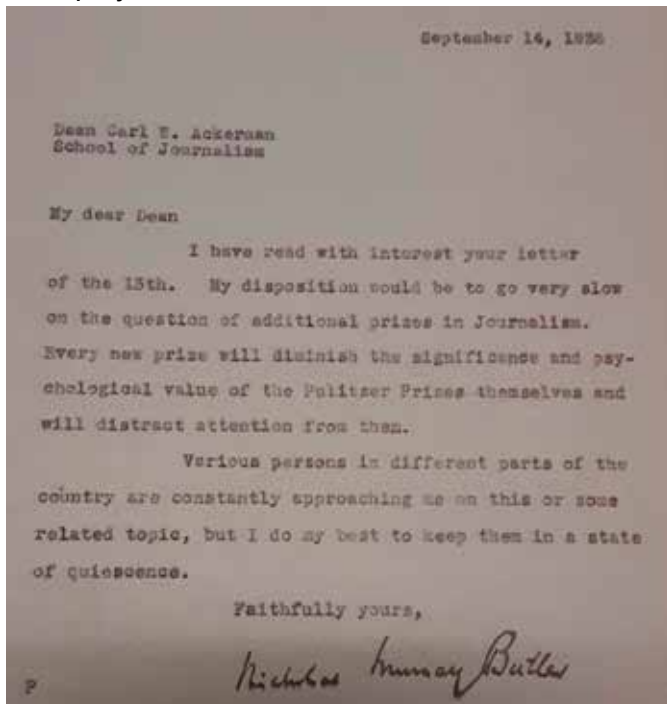 September 14, 1938
Dean Carl W. Ackerman
School of Journalism
My dear Dean
I have read with interest your letter
of the 13th. My disposition would be to go very slow
on the question of additional prizes in Journalism.
Every new prize will diminish the significance and psy-
chological value of the Pulitzer Prizes themselves and
will distract attention from them.
Various persons in different parts of the
country are constantly approaching me on this or some
related topic, but I do my best to keep them in a state
of quiescence.
Faithfully yours,
Nicholas Murray Butler
P